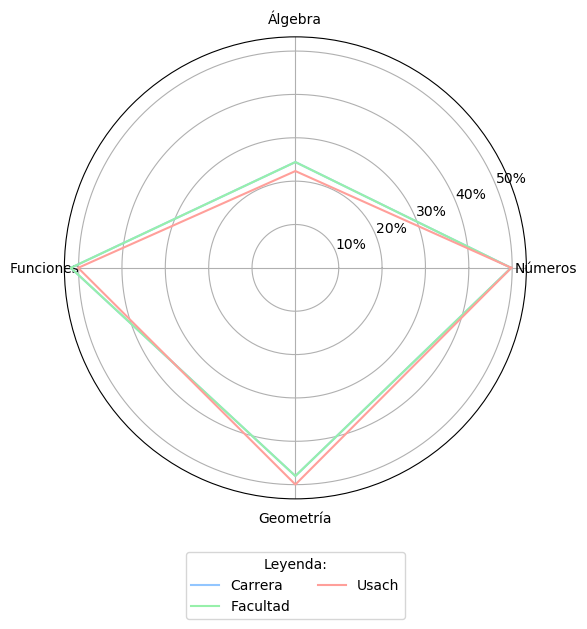 Álgebra
50%
40%
30%
20%
10%
Funciones
Números
Geometría
Leyenda:
Carrera
Usach
Facultad